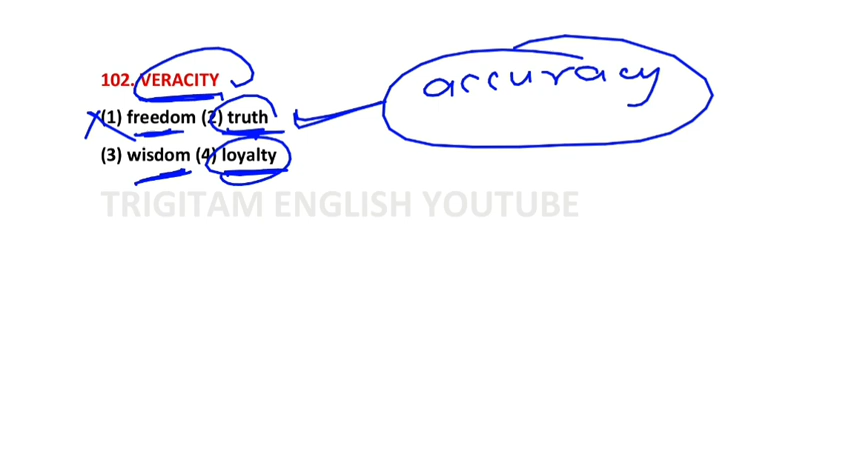 102. VERACITY
(1) freedom (2) truth
(3) wisdom (4) loyalty
accuracy
TRIGITAM ENGLISH YOUTUBE